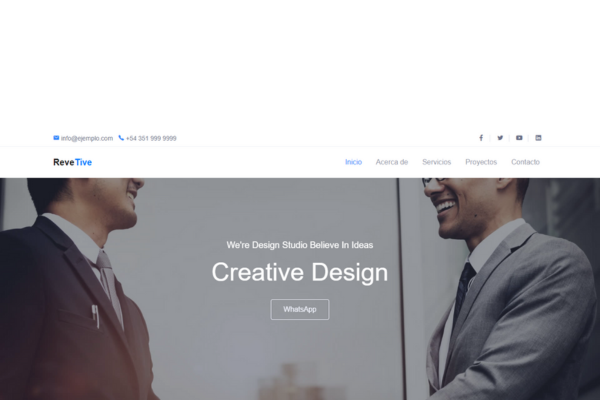 info@ejemplo.com +54 351 999 9999
ReveTive Inicio Acerca de Servicios Proyectos Contacto
We're Design Studio Believe In Ideas
Creative Design
WhatsApp